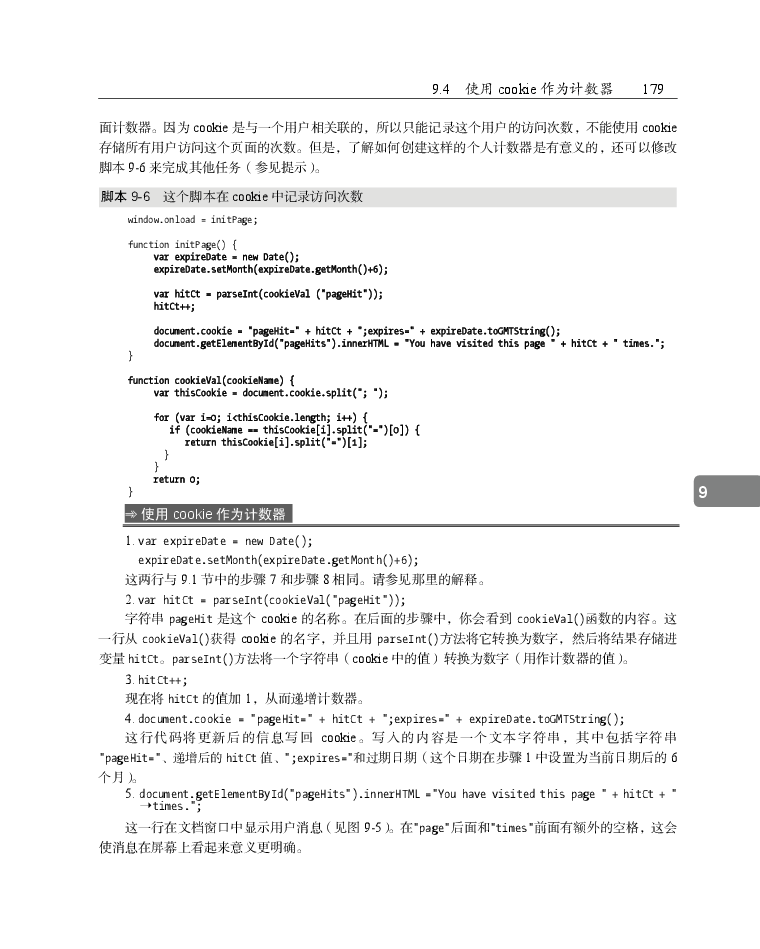 9.4 使用 cookie 作为计数器 179
面计数器。因为 cookie 是与一个用户相关联的，所以只能记录这个用户的访问次数，不能使用 cookie
存储所有用户访问这个页面的次数。但是，了解如何创建这样的个人计数器是有意义的，还可以修改
脚本 9-6 来完成其他任务（参见提示）。
脚本 9-6 这个脚本在 cookie 中记录访问次数
window.onload = initPage;
function initPage() {
var expireDate = new Date();
expireDate.setMonth(expireDate.getMonth()+6);
var hitCt = parseInt(cookieVal ("pageHit"));
hitCt++;
document.cookie = "pageHit=" + hitCt + ";expires=" + expireDate.toGMTString();
document.getElementById("pageHits").innerHTML = "You have visited this page " + hitCt + " times.";
}
function cookieVal(cookieName) {
var thisCookie = document.cookie.split("; ");
for (var i=0; i<thisCookie.length; i++) {
if (cookieName == thisCookie[i].split("=")[0]) {
return thisCookie[i].split("=")[1];
}
}
return 0;
}
9
➾ 使用 cookie 作为计数器
1. var expireDate = new Date();
expireDate.setMonth(expireDate.getMonth()+6);
这两行与 9.1 节中的步骤 7 和步骤 8 相同。请参见那里的解释。
2. var hitCt = parseInt(cookieVal("pageHit"));
字符串 pageHit 是这个 cookie 的名称。在后面的步骤中，你会看到 cookieVal()函数的内容。这
一行从 cookieVal()获得 cookie 的名字，并且用 parseInt()方法将它转换为数字，然后将结果存储进
变量 hitCt。parseInt()方法将一个字符串（cookie 中的值）转换为数字（用作计数器的值）。
3. hitCt++;
现在将 hitCt 的值加 1，从而递增计数器。
4. document.cookie = "pageHit=" + hitCt + ";expires=" + expireDate.toGMTString();
这行代码将更新后的信息写回 cookie。写入的内容是一个文本字符串，其中包括字符串
"pageHit="、递增后的 hitCt 值、";expires="和过期日期（这个日期在步骤 1 中设置为当前日期后的 6
个月）。
5. document.getElementById("pageHits").innerHTML ="You have visited this page " + hitCt + "
→times.";
这一行在文档窗口中显示用户消息（见图 9-5）。在"page"后面和"times"前面有额外的空格，这会
使消息在屏幕上看起来意义更明确。